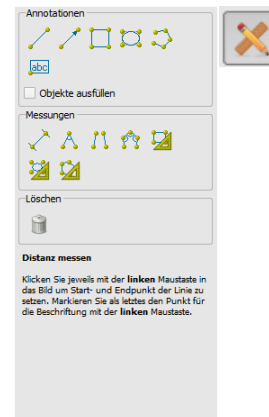 Annotationen
abc
Objekte ausfüllen
Messungen
Löschen
Distanz messen
Klicken Sie jeweils mit der linken Maustaste in
das Bild um Start- und Endpunkt der Linie zu
setzen. Markieren Sie als letztes den Punkt für
die Beschriftung mit der linken Maustaste.